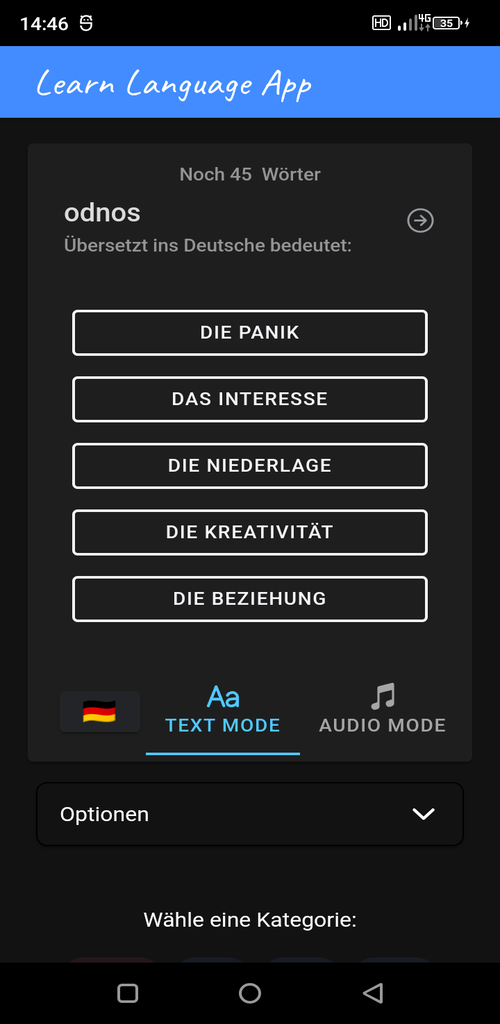 14:46
HD 4G 35
Learn Language App
Noch 45 Wörter
odnos
Übersetzt ins Deutsche bedeutet:
DIE PANIK
DAS INTERESSE
DIE NIEDERLAGE
DIE KREATIVITÄT
DIE BEZIEHUNG
Aa
TEXT MODE
AUDIO MODE
Optionen
Wähle eine Kategorie: